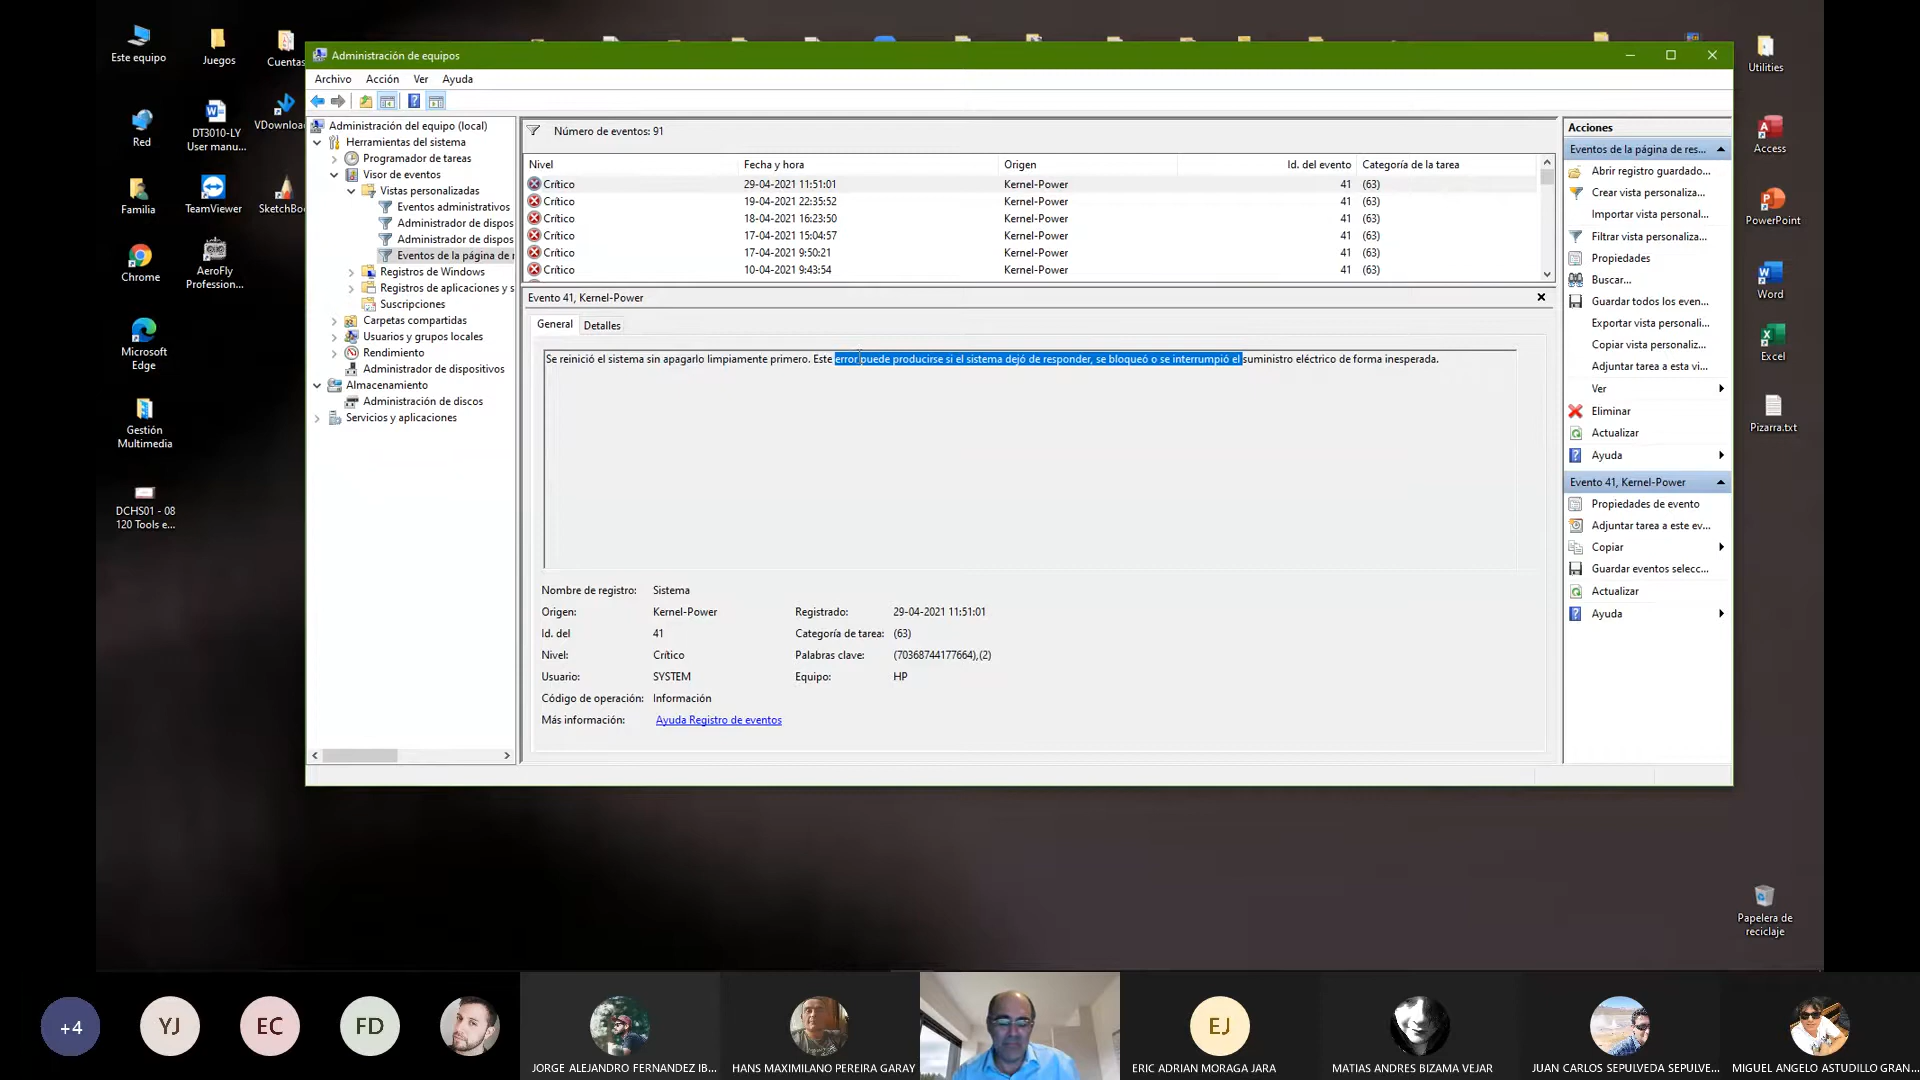 Este equipo
Juegos
Cuentas
Red
DT3010-LY
User manu...
VDownloa
Familia
TeamViewer
SketchBo
Chrome
AeroFly
Profession...
Microsoft
Edge
Gestión
Multimedia
DCHS01 - 08
120 Tools e...
Administración de equipos
Archivo
Acción
Ver
Ayuda
Administración del equipo (local)
Herramientas del sistema
Programador de tareas
Visor de eventos
Vistas personalizadas
Eventos administrativos
Administrador de dispos
Administrador de dispos
Eventos de la página de r
Registros de Windows
Registros de aplicaciones y s
Suscripciones
Carpetas compartidas
Usuarios y grupos locales
Rendimiento
Administrador de dispositivos
Almacenamiento
Administración de discos
Servicios y aplicaciones
Número de eventos: 91
Nivel Fecha y hora Origen Id. del evento Categoría de la tarea
Crítico 29-04-2021 11:51:01 Kernel-Power 41 (63)
Crítico 19-04-2021 22:35:52 Kernel-Power 41 (63)
Crítico 18-04-2021 16:23:50 Kernel-Power 41 (63)
Crítico 17-04-2021 15:04:57 Kernel-Power 41 (63)
Crítico 17-04-2021 9:50:21 Kernel-Power 41 (63)
Crítico 10-04-2021 9:43:54 Kernel-Power 41 (63)
Evento 41, Kernel-Power
General
Detalles
Se reinició el sistema sin apagarlo limpiamente primero. Este error puede producirse si el sistema dejó de responder, se bloqueó o se interrumpió el suministro eléctrico de forma inesperada.
Nombre de registro: Sistema
Origen: Kernel-Power Registrado: 29-04-2021 11:51:01
Id. del 41 Categoría de tarea: (63)
Nivel: Crítico Palabras clave: (70368744177664),(2)
Usuario: SYSTEM Equipo: HP
Código de operación: Información
Más información: Ayuda Registro de eventos
Acciones
Eventos de la página de res...
Abrir registro guardado...
Crear vista personaliza...
Importar vista personal...
Filtrar vista personaliza...
Propiedades
Buscar...
Guardar todos los even...
Exportar vista personali...
Copiar vista personaliz...
Adjuntar tarea a esta vi...
Ver
Eliminar
Actualizar
Ayuda
Evento 41, Kernel-Power
Propiedades de evento
Adjuntar tarea a este ev...
Copiar
Guardar eventos selecc...
Actualizar
Ayuda
Utilities
Access
PowerPoint
Word
Excel
Pizarra.txt
Papelera de
reciclaje
+4
YJ
EC
FD
JORGE ALEJANDRO FERNANDEZ IB...
HANS MAXIMILANO PEREIRA GARAY
EJ
ERIC ADRIAN MORAGA JARA
MATIAS ANDRES BIZAMA VEJAR
JUAN CARLOS SEPULVEDA SEPULVE...
MIGUEL ANGELO ASTUDILLO GRAN...